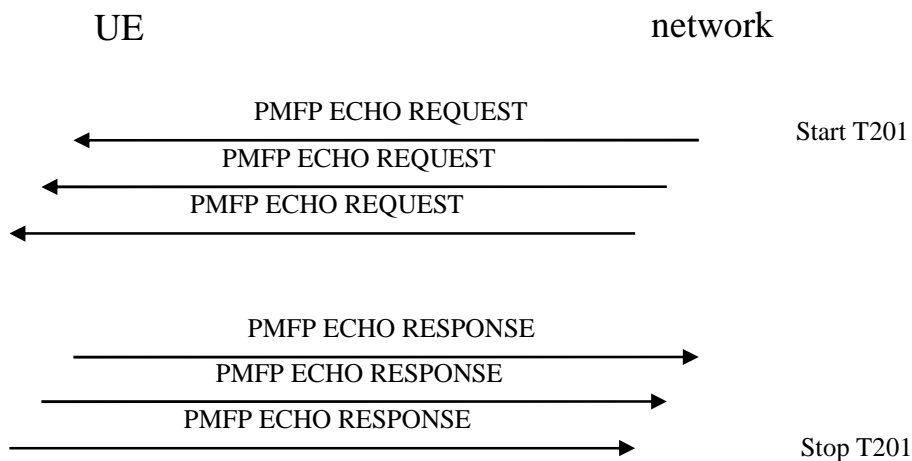 UE
network
PMFP ECHO REQUEST
Start T201
PMFP ECHO REQUEST
PMFP ECHO REQUEST
PMFP ECHO RESPONSE
PMFP ECHO RESPONSE
PMFP ECHO RESPONSE
Stop T201